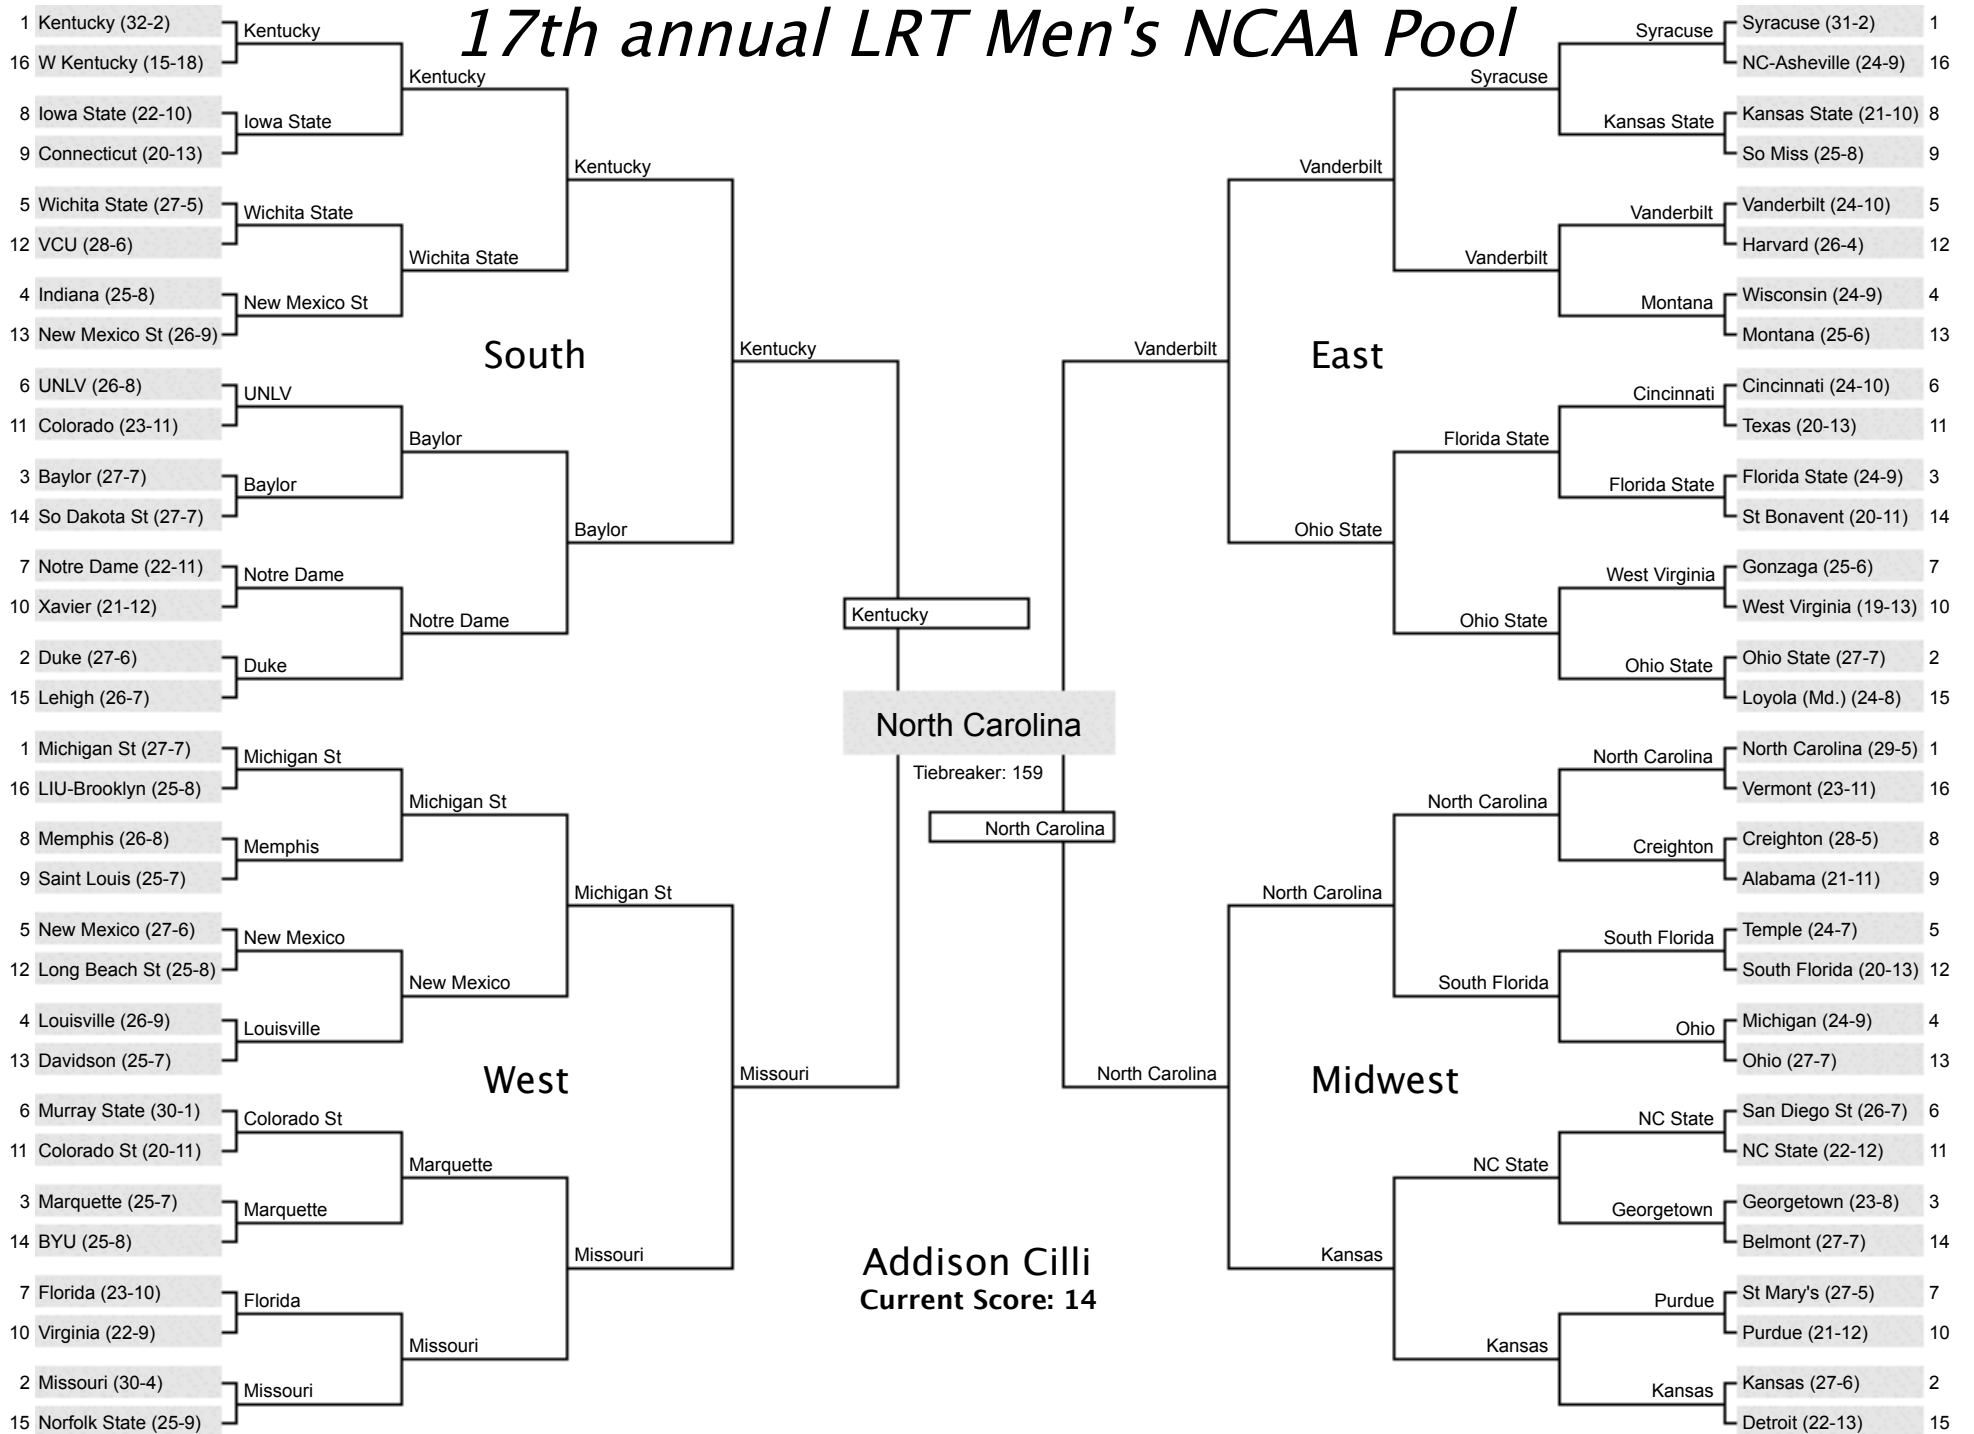 17th annual LRT Men's NCAA Pool
1 Kentucky (32-2)
16 W Kentucky (15-18)
8 Iowa State (22-10)
9 Connecticut (20-13)
5 Wichita State (27-5)
12 VCU (28-6)
4 Indiana (25-8)
13 New Mexico St (26-9)
6 UNLV (26-8)
11 Colorado (23-11)
3 Baylor (27-7)
14 So Dakota St (27-7)
7 Notre Dame (22-11)
10 Xavier (21-12)
2 Duke (27-6)
15 Lehigh (26-7)
Kentucky
Iowa State
Wichita State
New Mexico St
UNLV
Baylor
Notre Dame
Duke
Kentucky
Wichita State
Baylor
Notre Dame
Kentucky
Baylor
South
Kentucky
1 Michigan St (27-7)
16 LIU-Brooklyn (25-8)
8 Memphis (26-8)
9 Saint Louis (25-7)
5 New Mexico (27-6)
12 Long Beach St (25-8)
4 Louisville (26-9)
13 Davidson (25-7)
6 Murray State (30-1)
11 Colorado St (20-11)
3 Marquette (25-7)
14 BYU (25-8)
7 Florida (23-10)
10 Virginia (22-9)
2 Missouri (30-4)
15 Norfolk State (25-9)
Michigan St
Memphis
New Mexico
Louisville
Colorado St
Marquette
Florida
Missouri
Michigan St
New Mexico
Marquette
Missouri
Michigan St
Missouri
West
Missouri
Kentucky
North Carolina
Tiebreaker: 159
North Carolina
Addison Cilli
Current Score: 14
Vanderbilt
East
Vanderbilt
Ohio State
Syracuse
Vanderbilt
Florida State
Ohio State
Syracuse
Kansas State
Vanderbilt
Montana
Cincinnati
Florida State
West Virginia
Ohio State
Syracuse (31-2) 1
NC-Asheville (24-9) 16
Kansas State (21-10) 8
So Miss (25-8) 9
Vanderbilt (24-10) 5
Harvard (26-4) 12
Wisconsin (24-9) 4
Montana (25-6) 13
Cincinnati (24-10) 6
Texas (20-13) 11
Florida State (24-9) 3
St Bonavent (20-11) 14
Gonzaga (25-6) 7
West Virginia (19-13) 10
Ohio State (27-7) 2
Loyola (Md.) (24-8) 15
North Carolina
Midwest
North Carolina
Kansas
North Carolina
South Florida
NC State
Kansas
North Carolina
Creighton
South Florida
Ohio
NC State
Georgetown
Purdue
Kansas
North Carolina (29-5) 1
Vermont (23-11) 16
Creighton (28-5) 8
Alabama (21-11) 9
Temple (24-7) 5
South Florida (20-13) 12
Michigan (24-9) 4
Ohio (27-7) 13
San Diego St (26-7) 6
NC State (22-12) 11
Georgetown (23-8) 3
Belmont (27-7) 14
St Mary's (27-5) 7
Purdue (21-12) 10
Kansas (27-6) 2
Detroit (22-13) 15